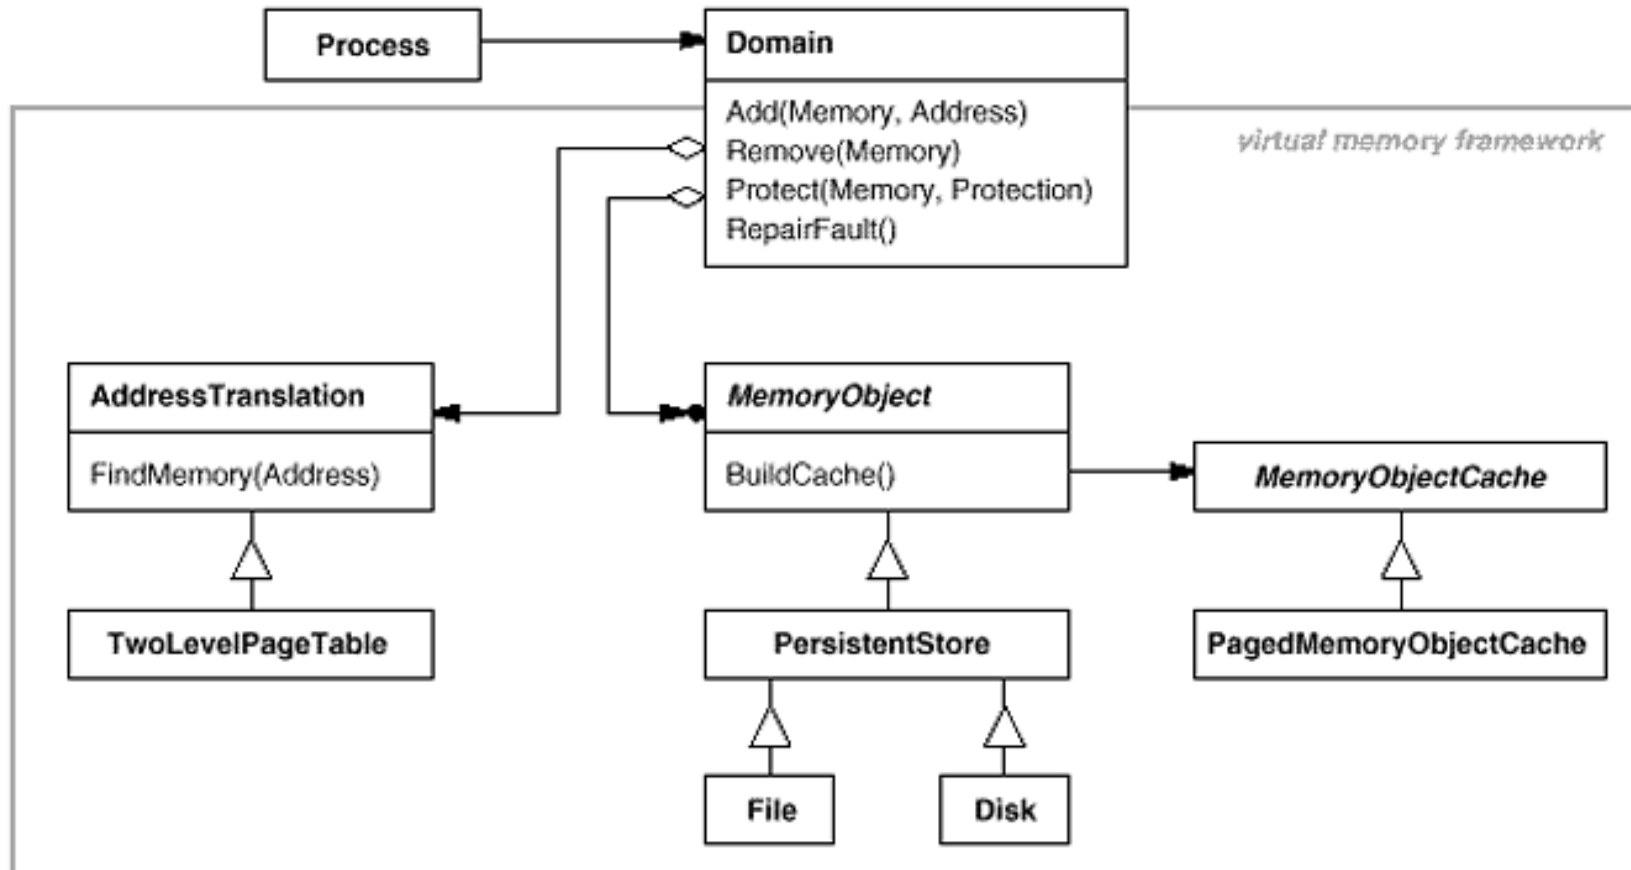 Process
Domain
Add(Memory, Address)
Remove(Memory)
Protect(Memory, Protection)
RepairFault()
virtual memory framework
AddressTranslation
FindMemory(Address)
MemoryObject
BuildCache()
MemoryObjectCache
TwoLevelPageTable
PersistentStore
PagedMemoryObjectCache
File
Disk